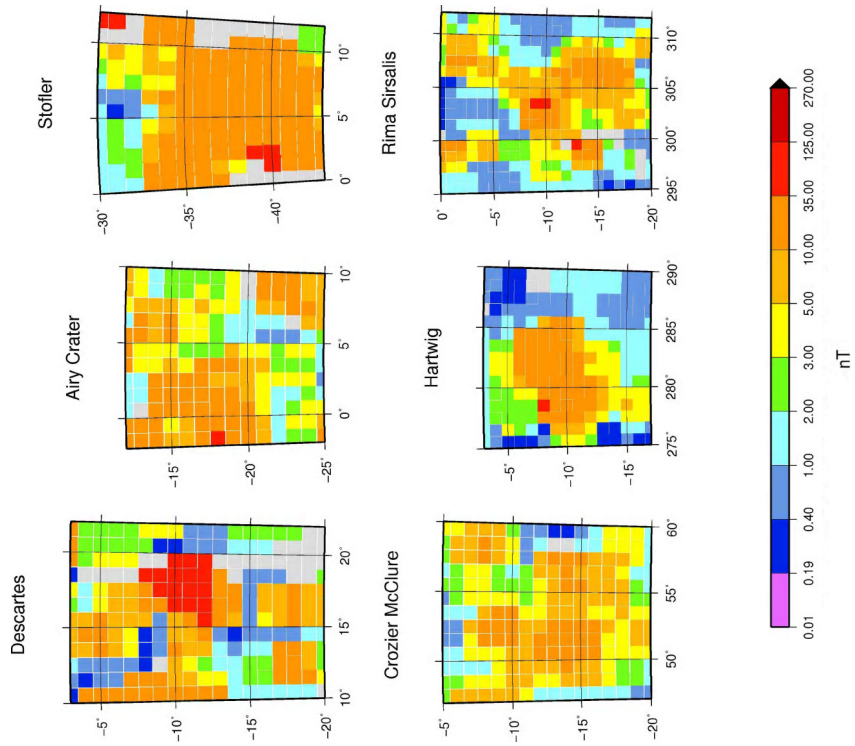 Descartes
-5°
-10°
-15°
-20°
10° 15° 20°
Airy Crater
-15°
-20°
-25°
0° 5° 10°
Stofler
-30°
-35°
-40°
0° 5° 10°
Crozier McClure
-5°
-10°
-15°
-20°
50° 55° 60°
Hartwig
-5°
-10°
-15°
275° 280° 285° 290°
Rima Sirsalis
0°
-5°
-10°
-15°
-20°
295° 300° 305° 310°
0.01 0.19 0.40 1.00 2.00 3.00 5.00 10.00 35.00 125.00 270.00
nT